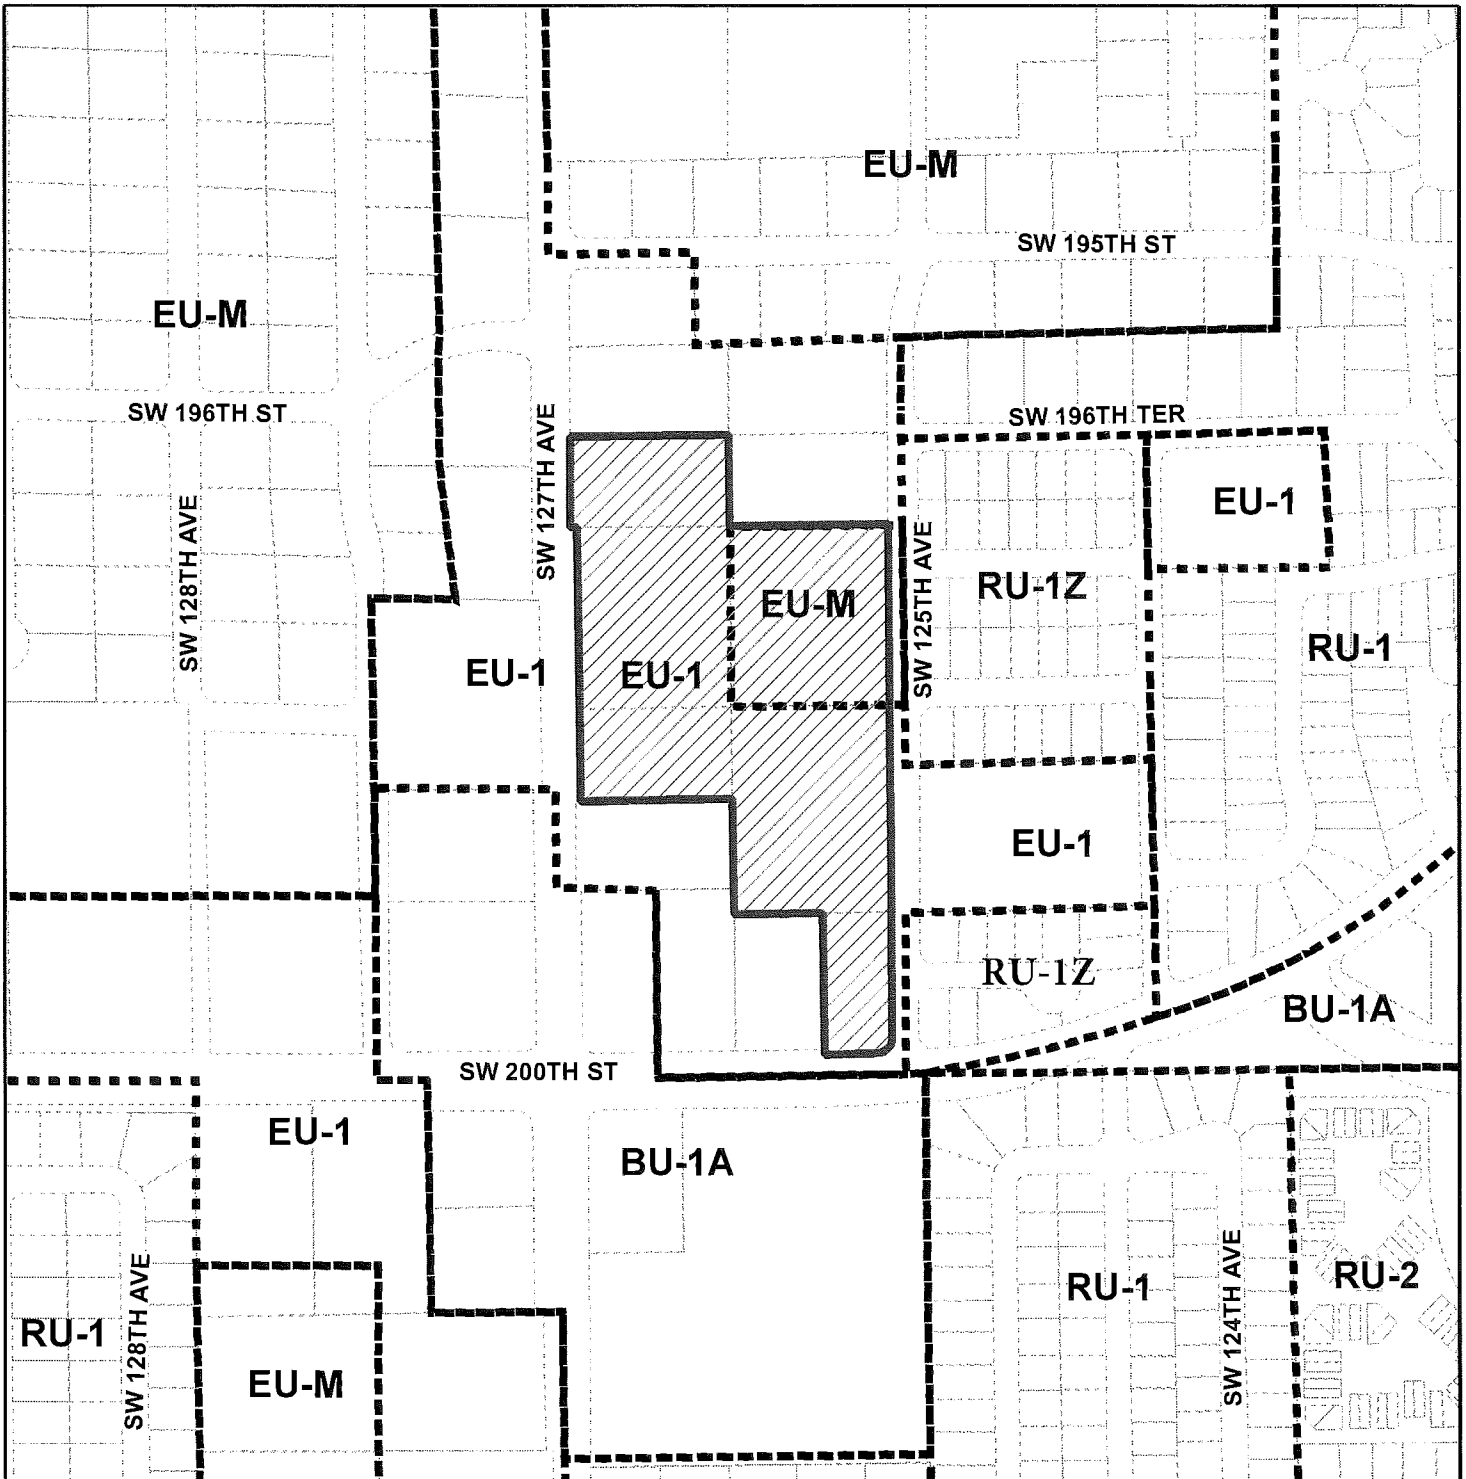 EU-M
SW 195TH ST
EU-M
SW 196TH ST
SW 196TH TER
SW 127TH AVE
EU-1
SW 128TH AVE
SW 125TH AVE
RU-1Z
EU-M
RU-1
EU-1
EU-1
EU-1
RU-1Z
BU-1A
SW 200TH ST
EU-1
BU-1A
RU-1
SW 124TH AVE
RU-2
RU-1
SW 128TH AVE
EU-M